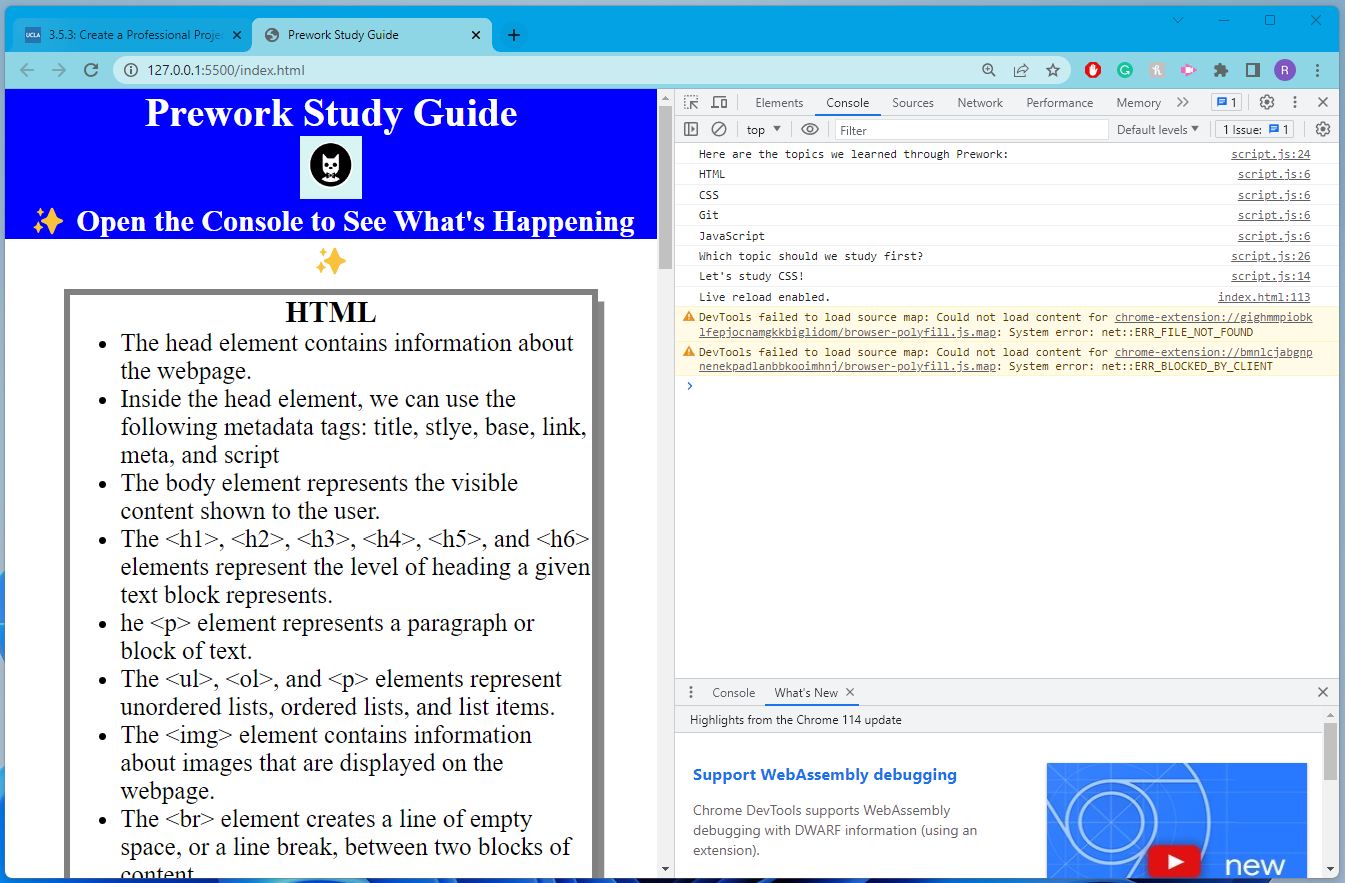 UCLA 3.5.3: Create a Professional Proje
Prework Study Guide
127.0.0.1:5500/index.html
R
Prework Study Guide
✨ Open the Console to See What's Happening
✨
HTML
• The head element contains information about
the webpage.
• Inside the head element, we can use the
following metadata tags: title, stlye, base, link,
meta, and script
• The body element represents the visible
content shown to the user.
• The <h1>, <h2>, <h3>, <h4>, <h5>, and <h6>
elements represent the level of heading a given
text block represents.
• he <p> element represents a paragraph or
block of text.
• The <ul>, <ol>, and <p> elements represent
unordered lists, ordered lists, and list items.
• The <img> element contains information
about images that are displayed on the
webpage.
• The <br> element creates a line of empty
space, or a line break, between two blocks of
content
Elements Console Sources Network Performance Memory 1
top Filter Default levels 1 Issue: 1
Here are the topics we learned through Prework: script.js:24
HTML script.js:6
CSS script.js:6
Git script.js:6
JavaScript script.js:6
Which topic should we study first? script.js:26
Let's study CSS! script.js:14
Live reload enabled. index.html:113
DevTools failed to load source map: Could not load content for chrome-extension://gighmmpiobk
lfepjocnamgkkbiglidom/browser-polyfill.js.map: System error: net::ERR_FILE_NOT_FOUND
DevTools failed to load source map: Could not load content for chrome-extension://bmnlcjabgnp
nenekpadlanbbkooimhnj/browser-polyfill.js.map: System error: net::ERR_BLOCKED_BY_CLIENT
Console What's New
Highlights from the Chrome 114 update
Support WebAssembly debugging
Chrome DevTools supports WebAssembly
debugging with DWARF information (using an
extension).
new